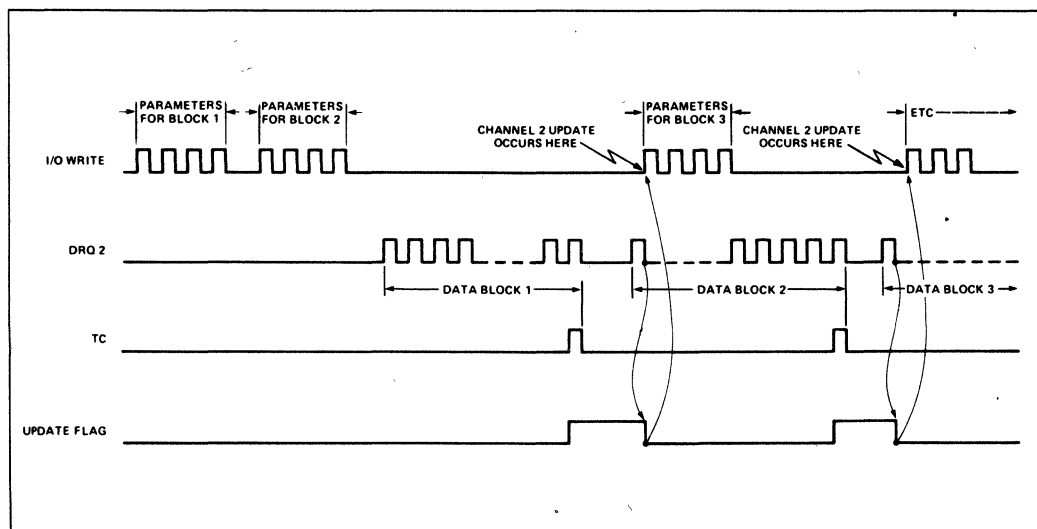 PARAMETERS
FOR BLOCK 1
PARAMETERS
FOR BLOCK 2
PARAMETERS
FOR BLOCK 3
ETC
CHANNEL 2 UPDATE
OCCURS HERE
CHANNEL 2 UPDATE
OCCURS HERE
I/O WRITE
DRQ 2
DATA BLOCK 1
DATA BLOCK 2
DATA BLOCK 3
TC
UPDATE FLAG